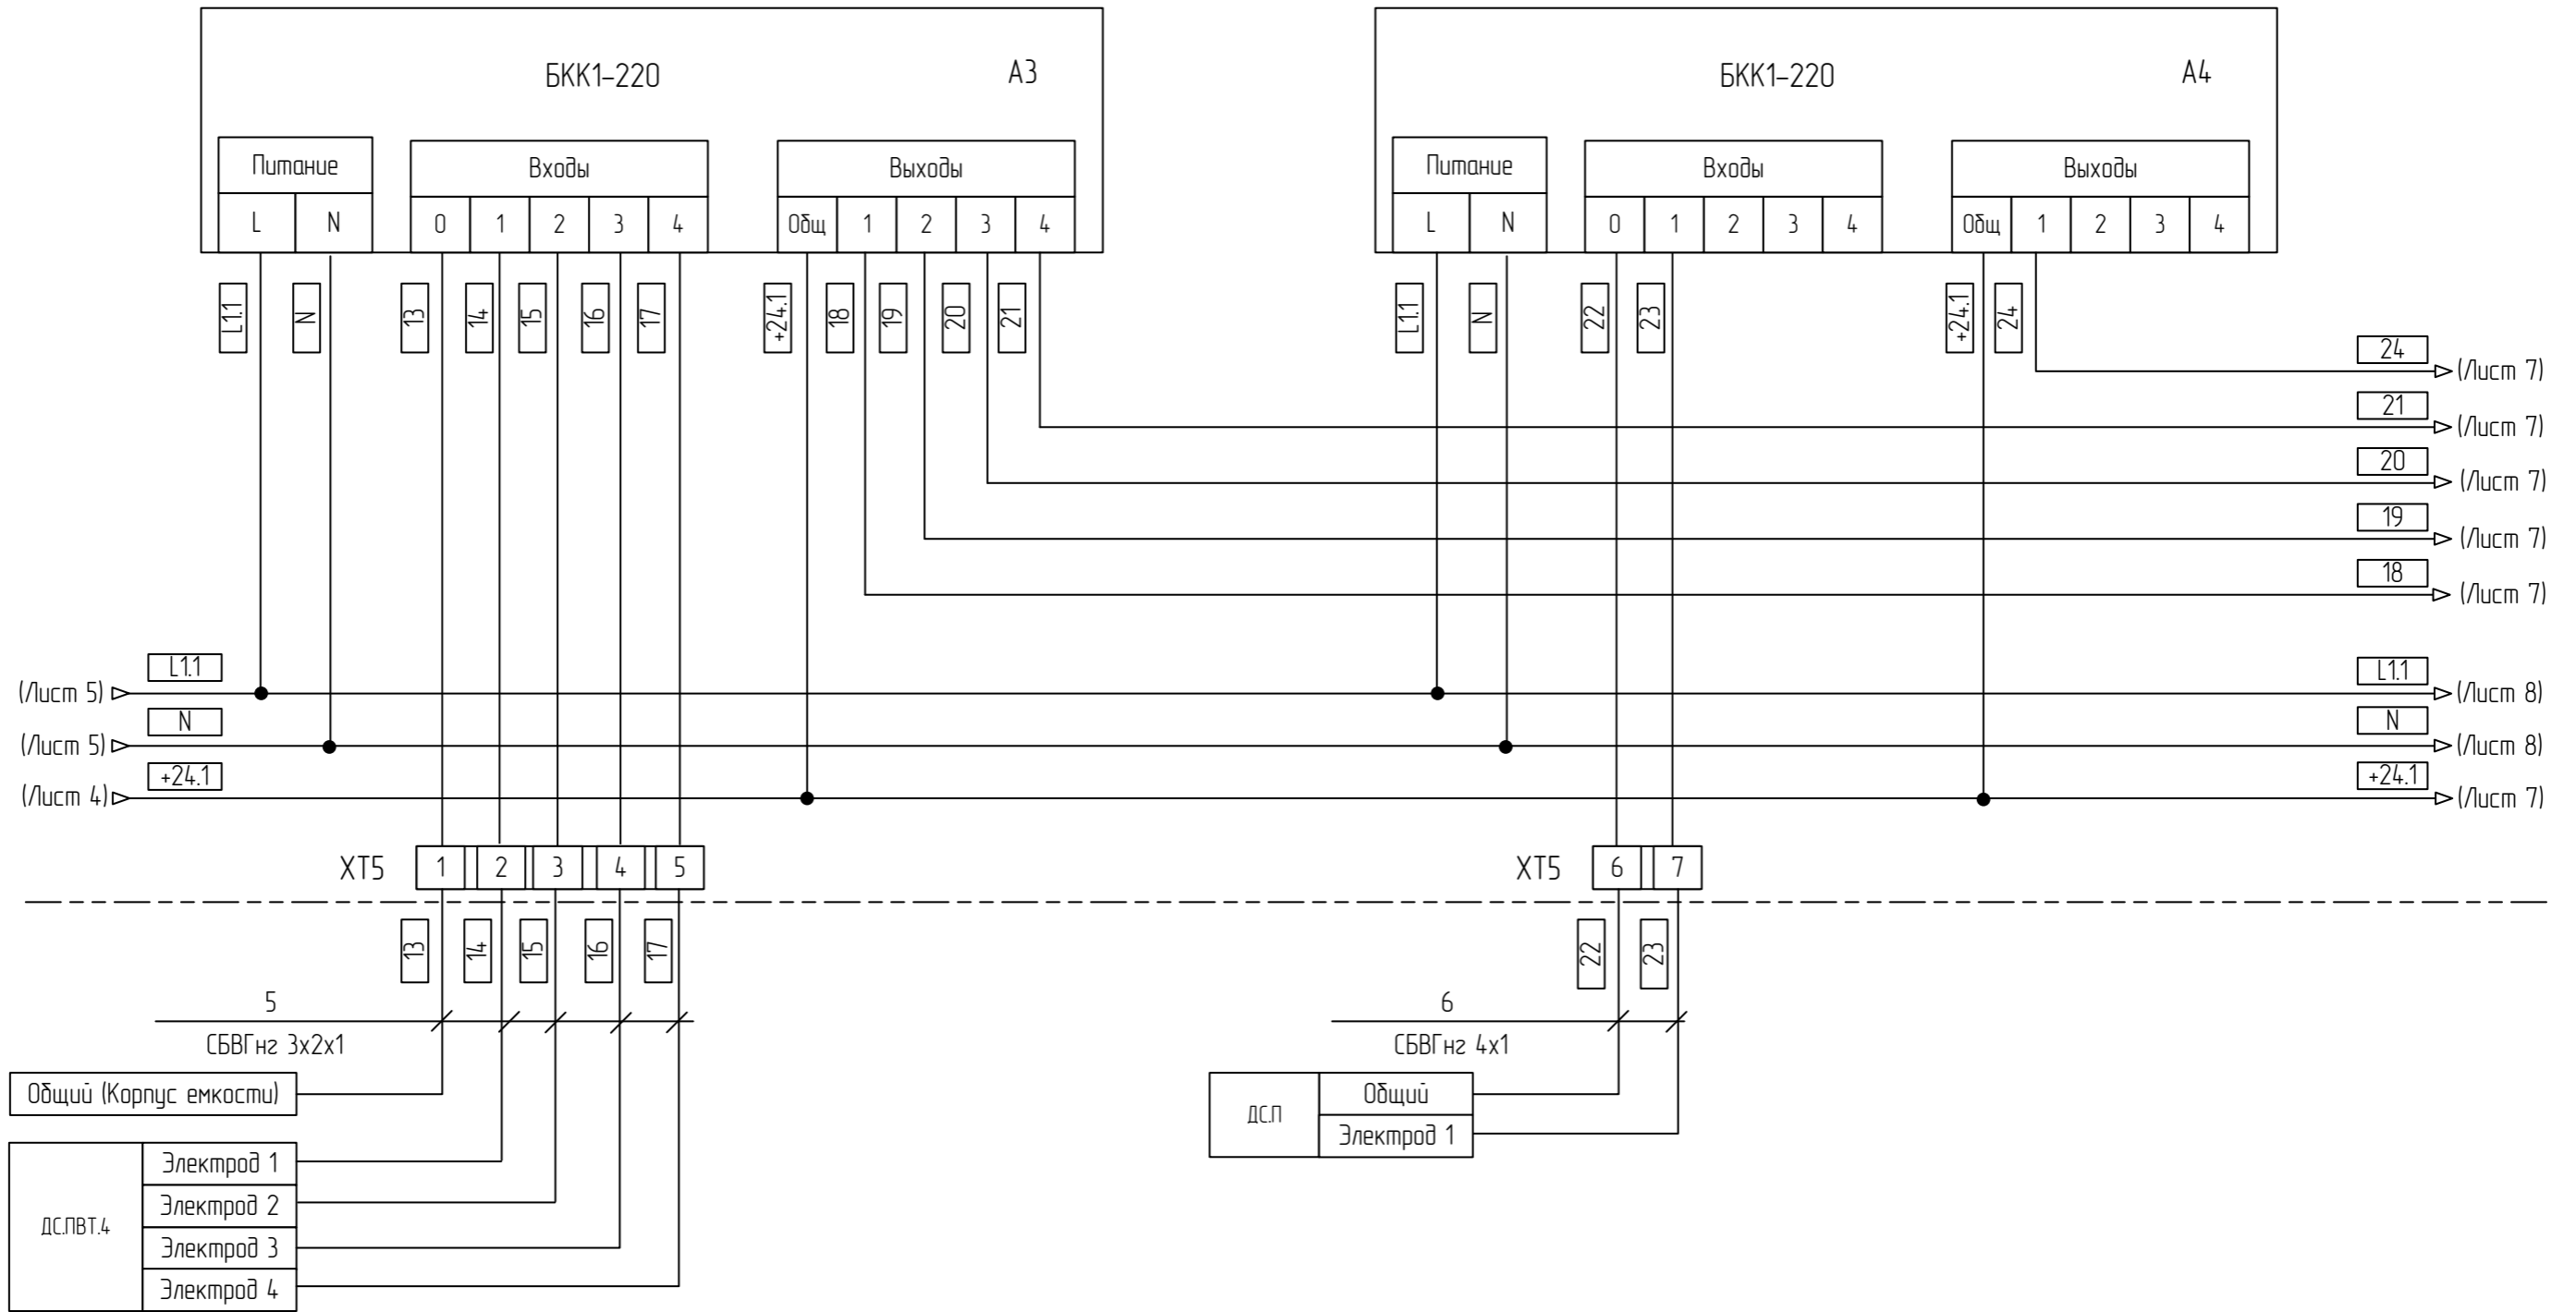 БКК1-220 А3
Питание Входы Выходы
L N 0 1 2 3 4 Общ 1 2 3 4
L1.1 N 13 14 15 16 17 +24.1 18 19 20 21
БКК1-220 А4
Питание Входы Выходы
L N 0 1 2 3 4 Общ 1 2 3 4
L1.1 N 22 23 +24.1 24
24
(Лист 7)
21
(Лист 7)
20
(Лист 7)
19
(Лист 7)
18
(Лист 7)
L1.1
(Лист 5)
L1.1
(Лист 8)
N
(Лист 5)
N
(Лист 8)
+24.1
(Лист 4)
+24.1
(Лист 7)
XT5 1 2 3 4 5
XT5 6 7
13 14 15 16 17
5
СБВГнг 3х2х1
Общий (Корпус емкости)
ДС.ПВТ.4
Электрод 1
Электрод 2
Электрод 3
Электрод 4
22 23
6
СБВГнг 4х1
ДС.П
Общий
Электрод 1